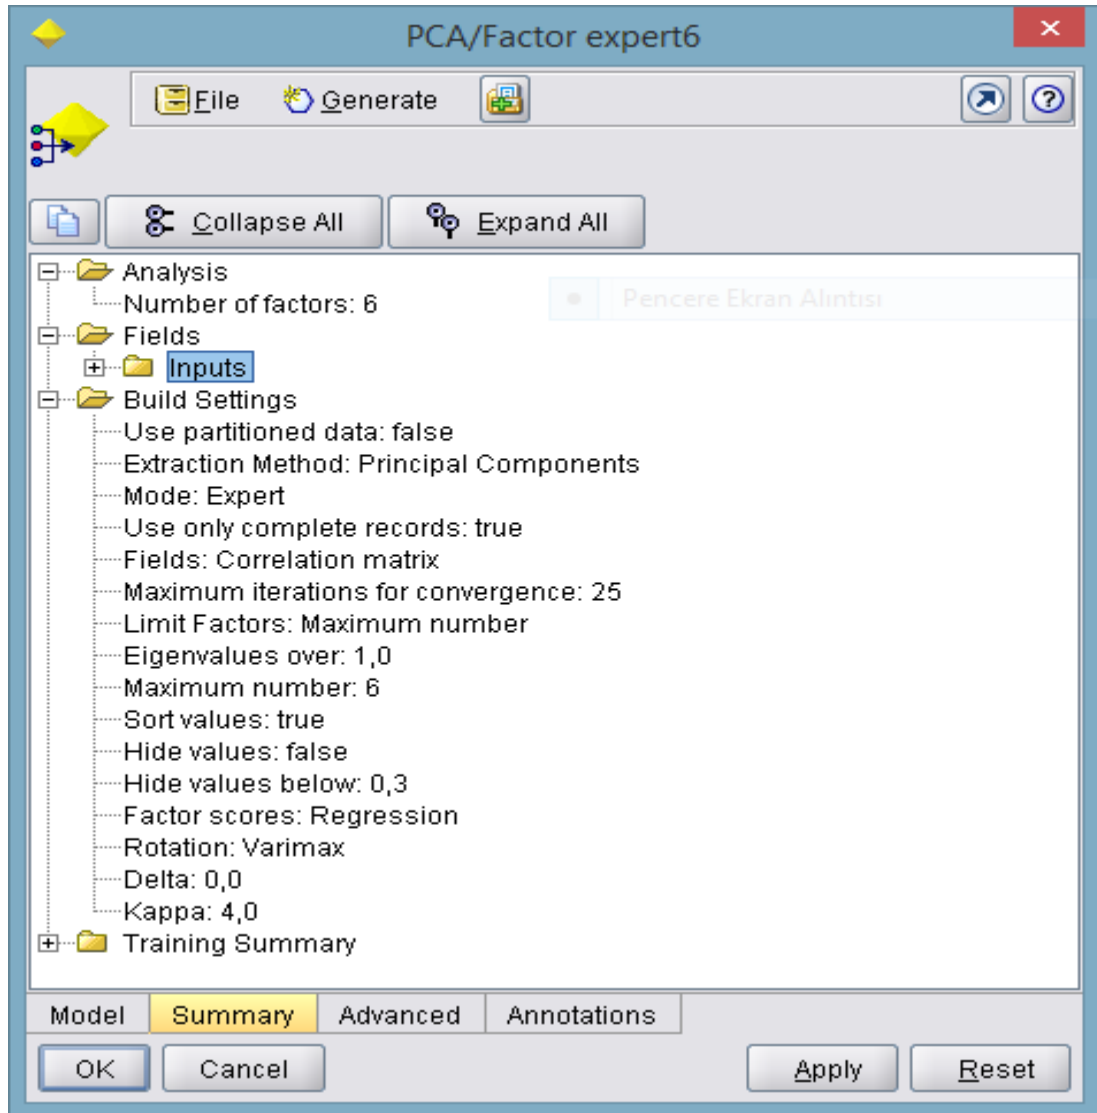 PCA/Factor expert6
File Generate
Collapse All Expand All
Analysis
Number of factors: 6
Pencere Ekran Alıntısı
Fields
Inputs
Build Settings
Use partitioned data: false
Extraction Method: Principal Components
Mode: Expert
Use only complete records: true
Fields: Correlation matrix
Maximum iterations for convergence: 25
Limit Factors: Maximum number
Eigenvalues over: 1,0
Maximum number: 6
Sort values: true
Hide values: false
Hide values below: 0,3
Factor scores: Regression
Rotation: Varimax
Delta: 0,0
Kappa: 4,0
Training Summary
Model Summary Advanced Annotations
OK Cancel Apply Reset